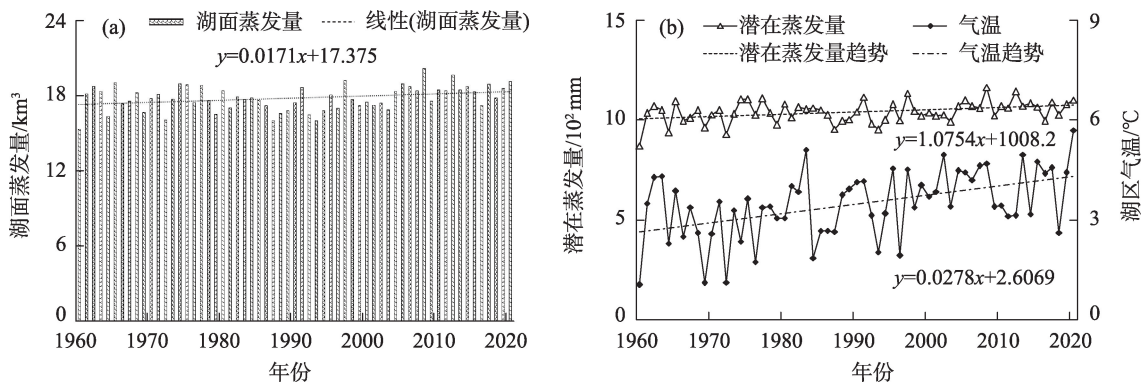 (a)
湖面蒸发量
线性(湖面蒸发量)
y=0.0171x+17.375
24
18
12
6
0
湖面蒸发量/km³
1960 1970 1980 1990 2000 2010 2020
年份
(b)
潜在蒸发量
气温
潜在蒸发量趋势
气温趋势
y=1.0754x+1008.2
y=0.0278x+2.6069
15
10
5
0
潜在蒸发量/10² mm
9
6
3
0
湖区气温/℃
1960 1970 1980 1990 2000 2010 2020
年份